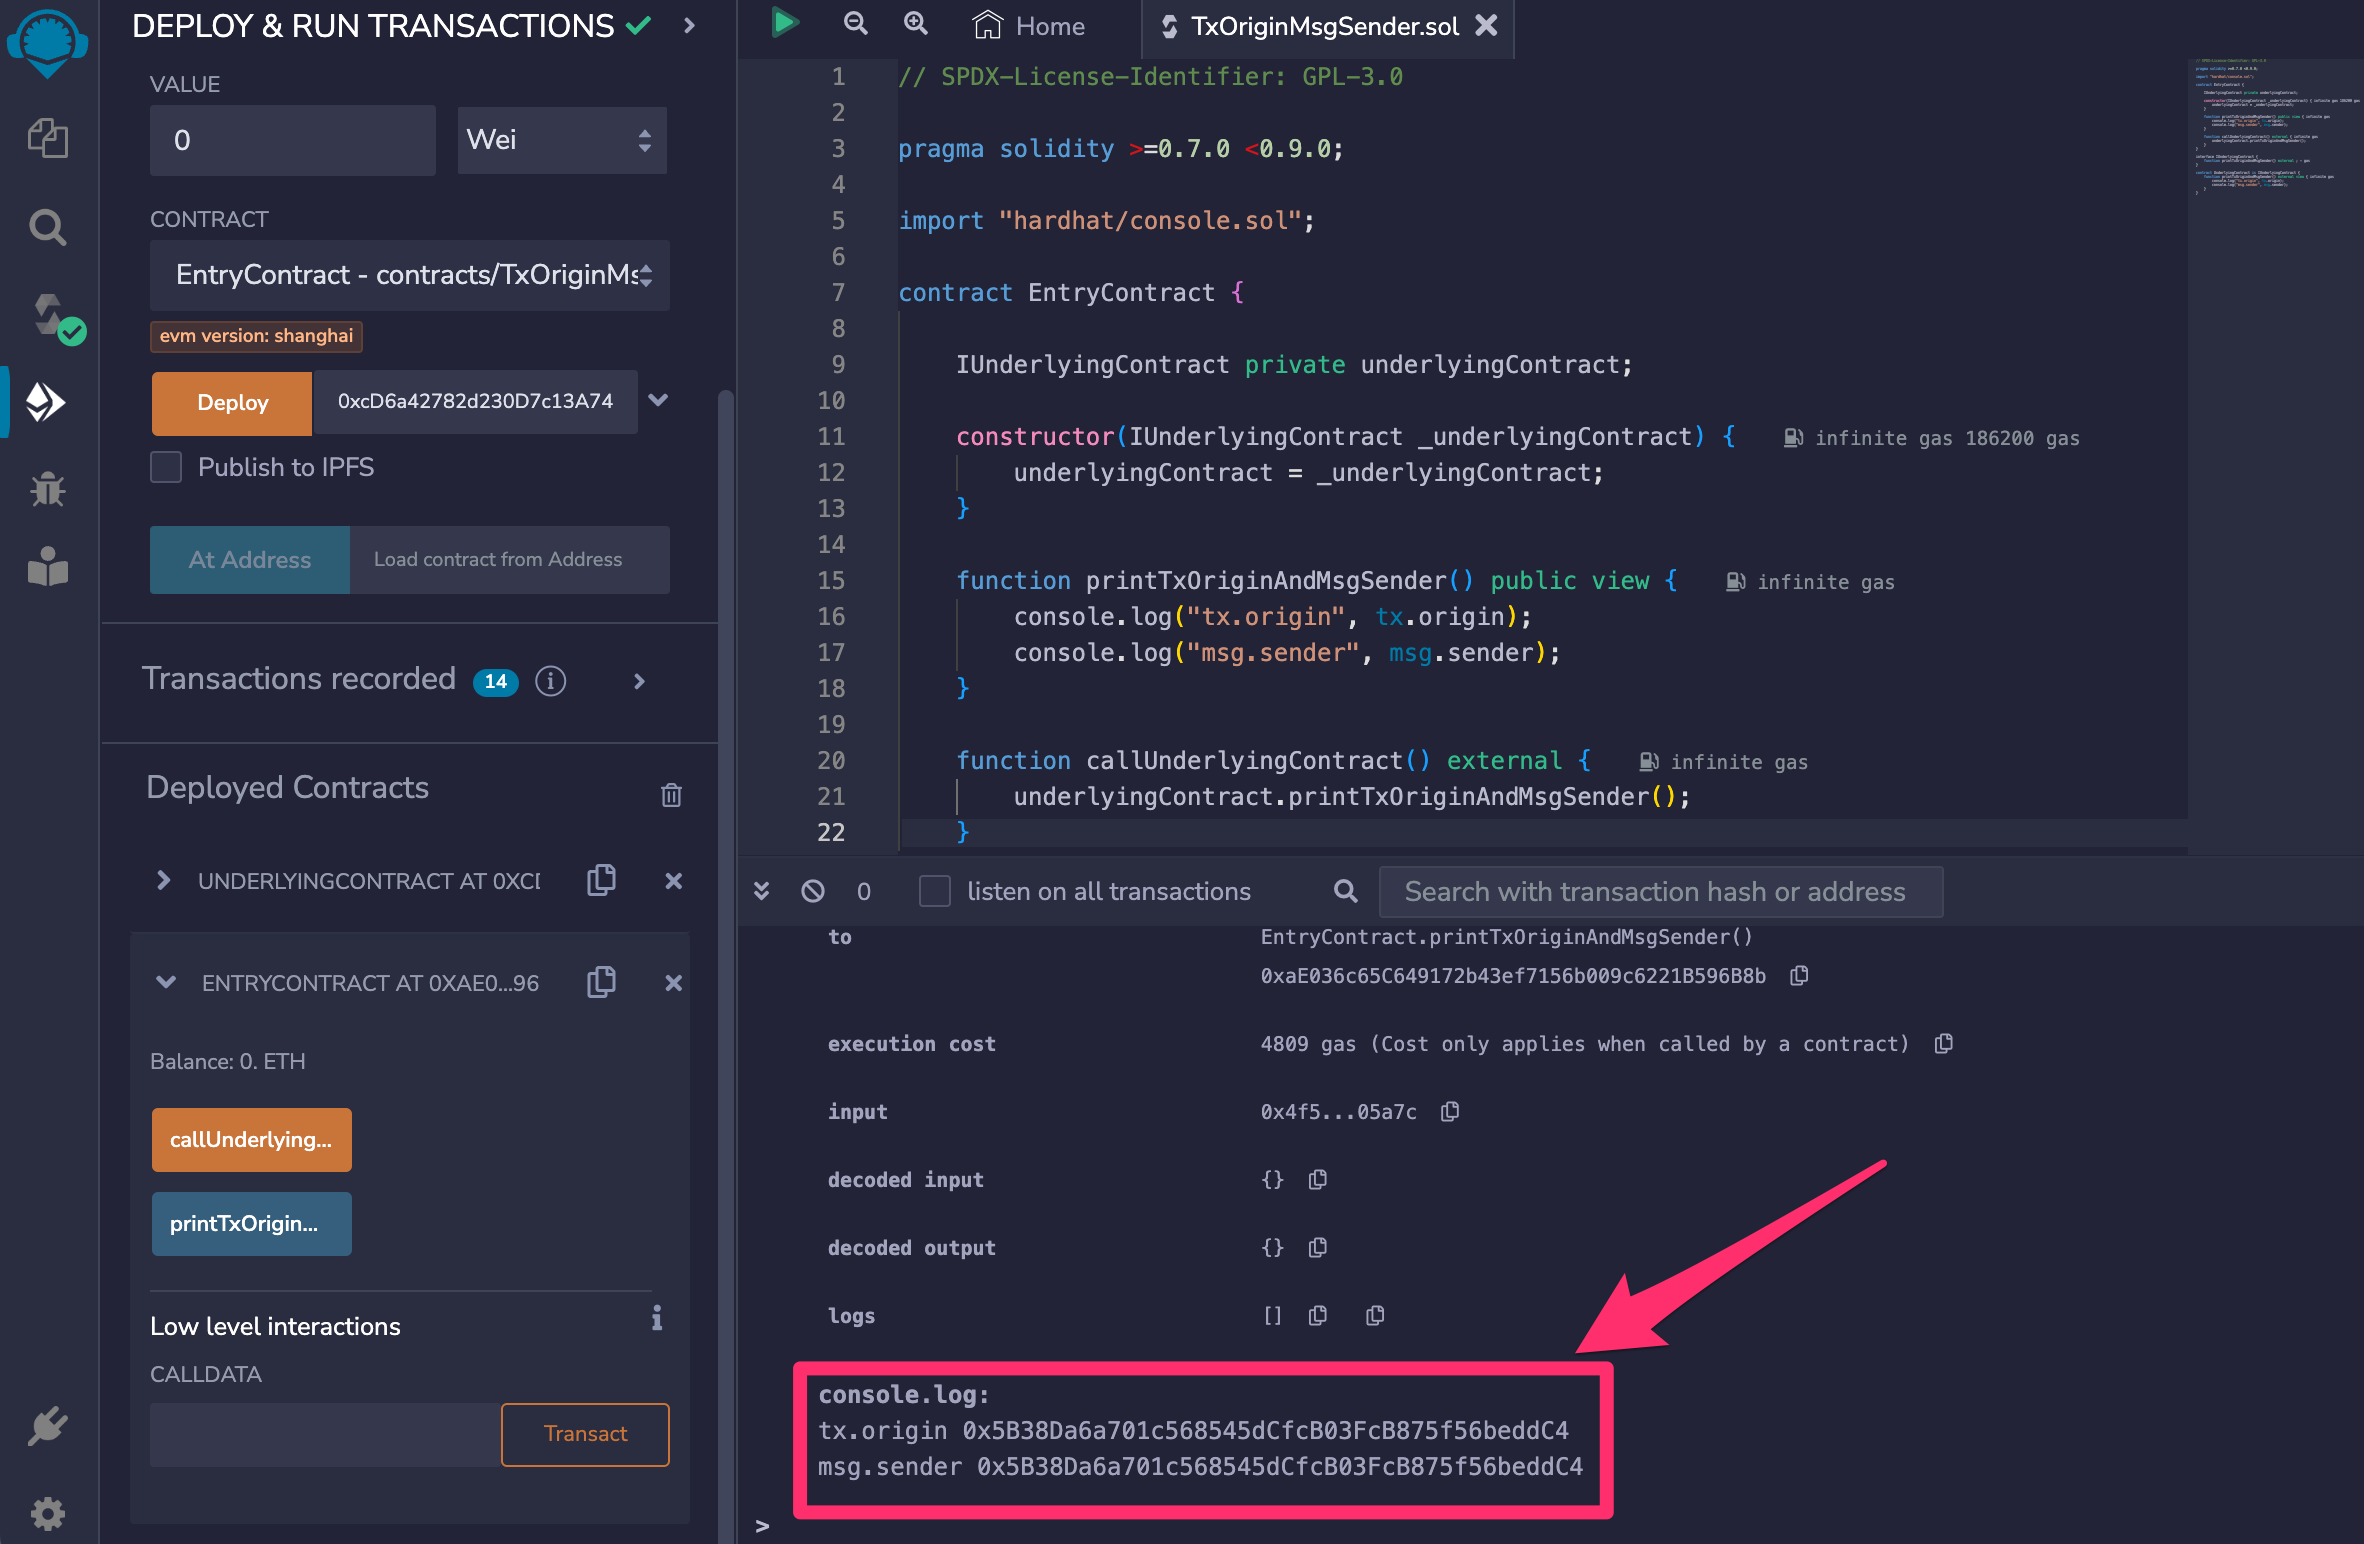 DEPLOY & RUN TRANSACTIONS
VALUE
0
Wei
CONTRACT
EntryContract - contracts/TxOriginMs
evm version: shanghai
Deploy
0xcD6a42782d230D7c13A74
Publish to IPFS
At Address
Load contract from Address
Transactions recorded 14 i
Deployed Contracts
UNDERLYINGCONTRACT AT 0XCD
ENTRYCONTRACT AT 0XAE0...96
Balance: 0. ETH
callUnderlying...
printTxOrigin...
Low level interactions i
CALLDATA
Transact
Home
TxOriginMsgSender.sol
1 // SPDX-License-Identifier: GPL-3.0
2
3 pragma solidity >=0.7.0 <0.9.0;
4
5 import "hardhat/console.sol";
6
7 contract EntryContract {
8
9 IUnderlyingContract private underlyingContract;
10
11 constructor(IUnderlyingContract _underlyingContract) { infinite gas 186200 gas
12 underlyingContract = _underlyingContract;
13 }
14
15 function printTxOriginAndMsgSender() public view { infinite gas
16 console.log("tx.origin", tx.origin);
17 console.log("msg.sender", msg.sender);
18 }
19
20 function callUnderlyingContract() external { infinite gas
21 underlyingContract.printTxOriginAndMsgSender();
22 }
0
listen on all transactions
Search with transaction hash or address
to EntryContract.printTxOriginAndMsgSender()
0xaE036c65C649172b43ef7156b009c6221B596B8b
execution cost 4809 gas (Cost only applies when called by a contract)
input 0x4f5...05a7c
decoded input {}
decoded output {}
logs []
console.log:
tx.origin 0x5B38Da6a701c568545dCfcB03FcB875f56beddC4
msg.sender 0x5B38Da6a701c568545dCfcB03FcB875f56beddC4
>